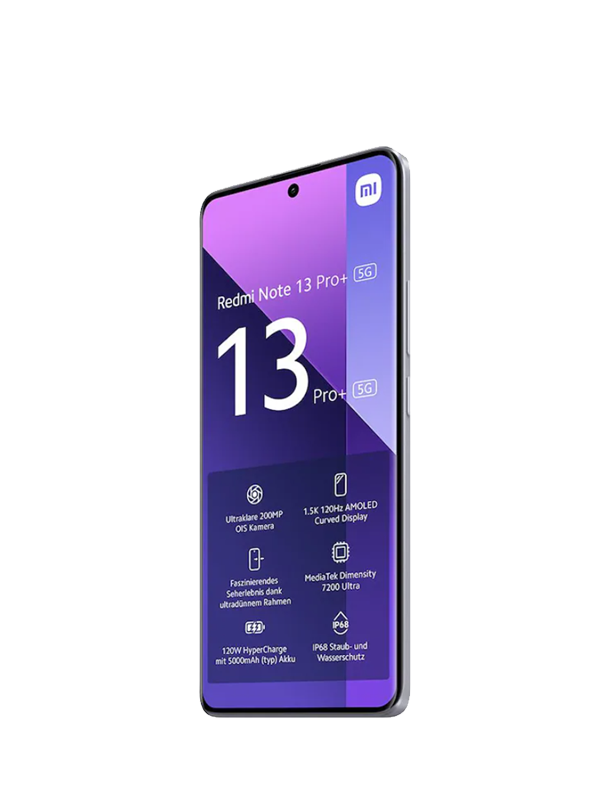 mi
Redmi Note 13 Pro+ 5G
13 Pro+ 5G
Ultraklare 200MP
OIS Kamera
1.5K 120Hz AMOLED
Curved Display
Faszinierendes
Seherlebnis dank
ultradünnem Rahmen
MediaTek Dimensity
7200 Ultra
120W HyperCharge
mit 5000mAh (typ) Akku
IP68
IP68 Staub- und
Wasserschutz